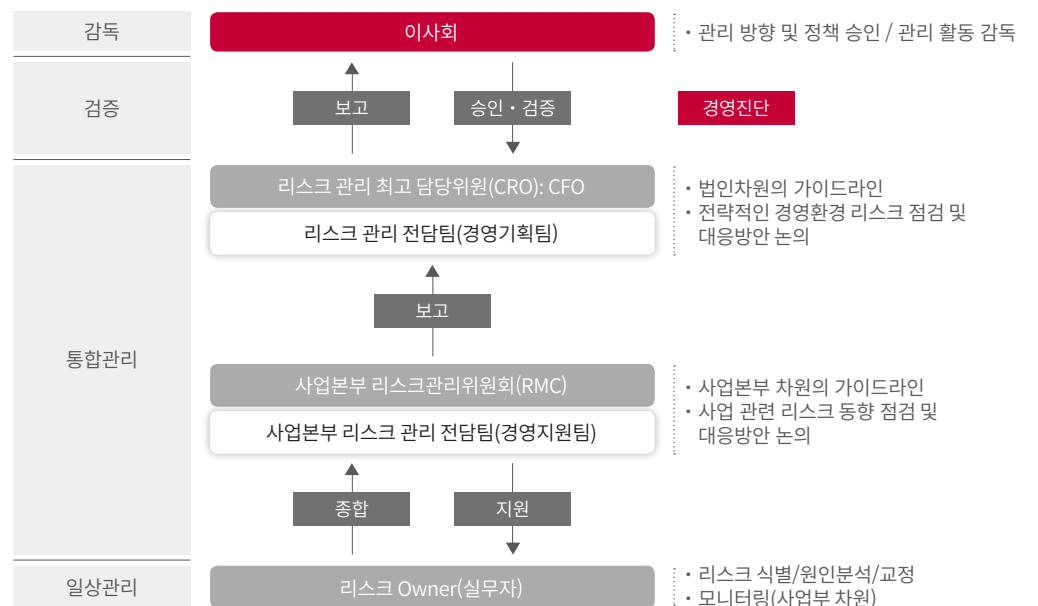 감독
이사회
・관리 방향 및 정책 승인 / 관리 활동 감독
검증
보고
승인・검증
경영진단
통합관리
리스크 관리 최고 담당위원(CRO): CFO
리스크 관리 전담팀(경영기획팀)
・법인차원의 가이드라인
・전략적인 경영환경 리스크 점검 및
대응방안 논의
보고
사업본부 리스크관리위원회(RMC)
사업본부 리스크 관리 전담팀(경영지원팀)
・사업본부 차원의 가이드라인
・사업 관련 리스크 동향 점검 및
대응방안 논의
종합
지원
일상관리
리스크 Owner(실무자)
・리스크 식별/원인분석/교정
・모니터링(사업부 차원)